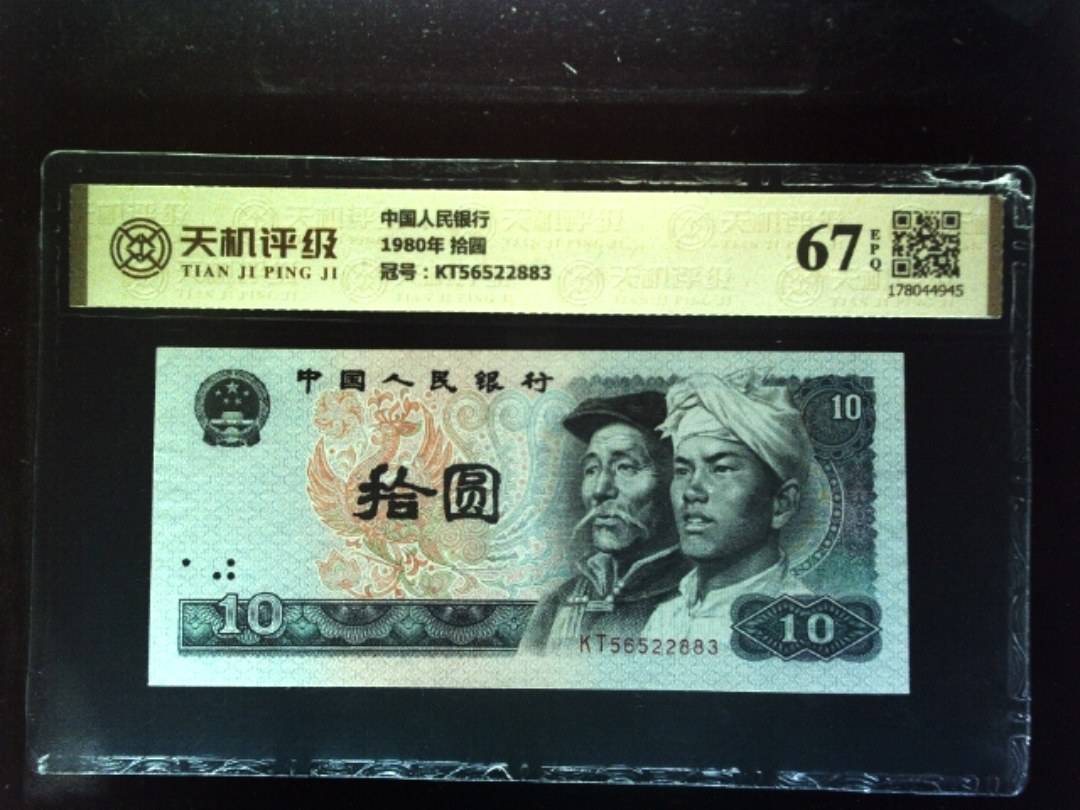 天机评级
TIAN JI PING JI
中国人民银行
1980年 拾圓
冠号：KT56522883
67
EPQ
178044945
中国人民银行
10
拾圆
10
KT56522883
10